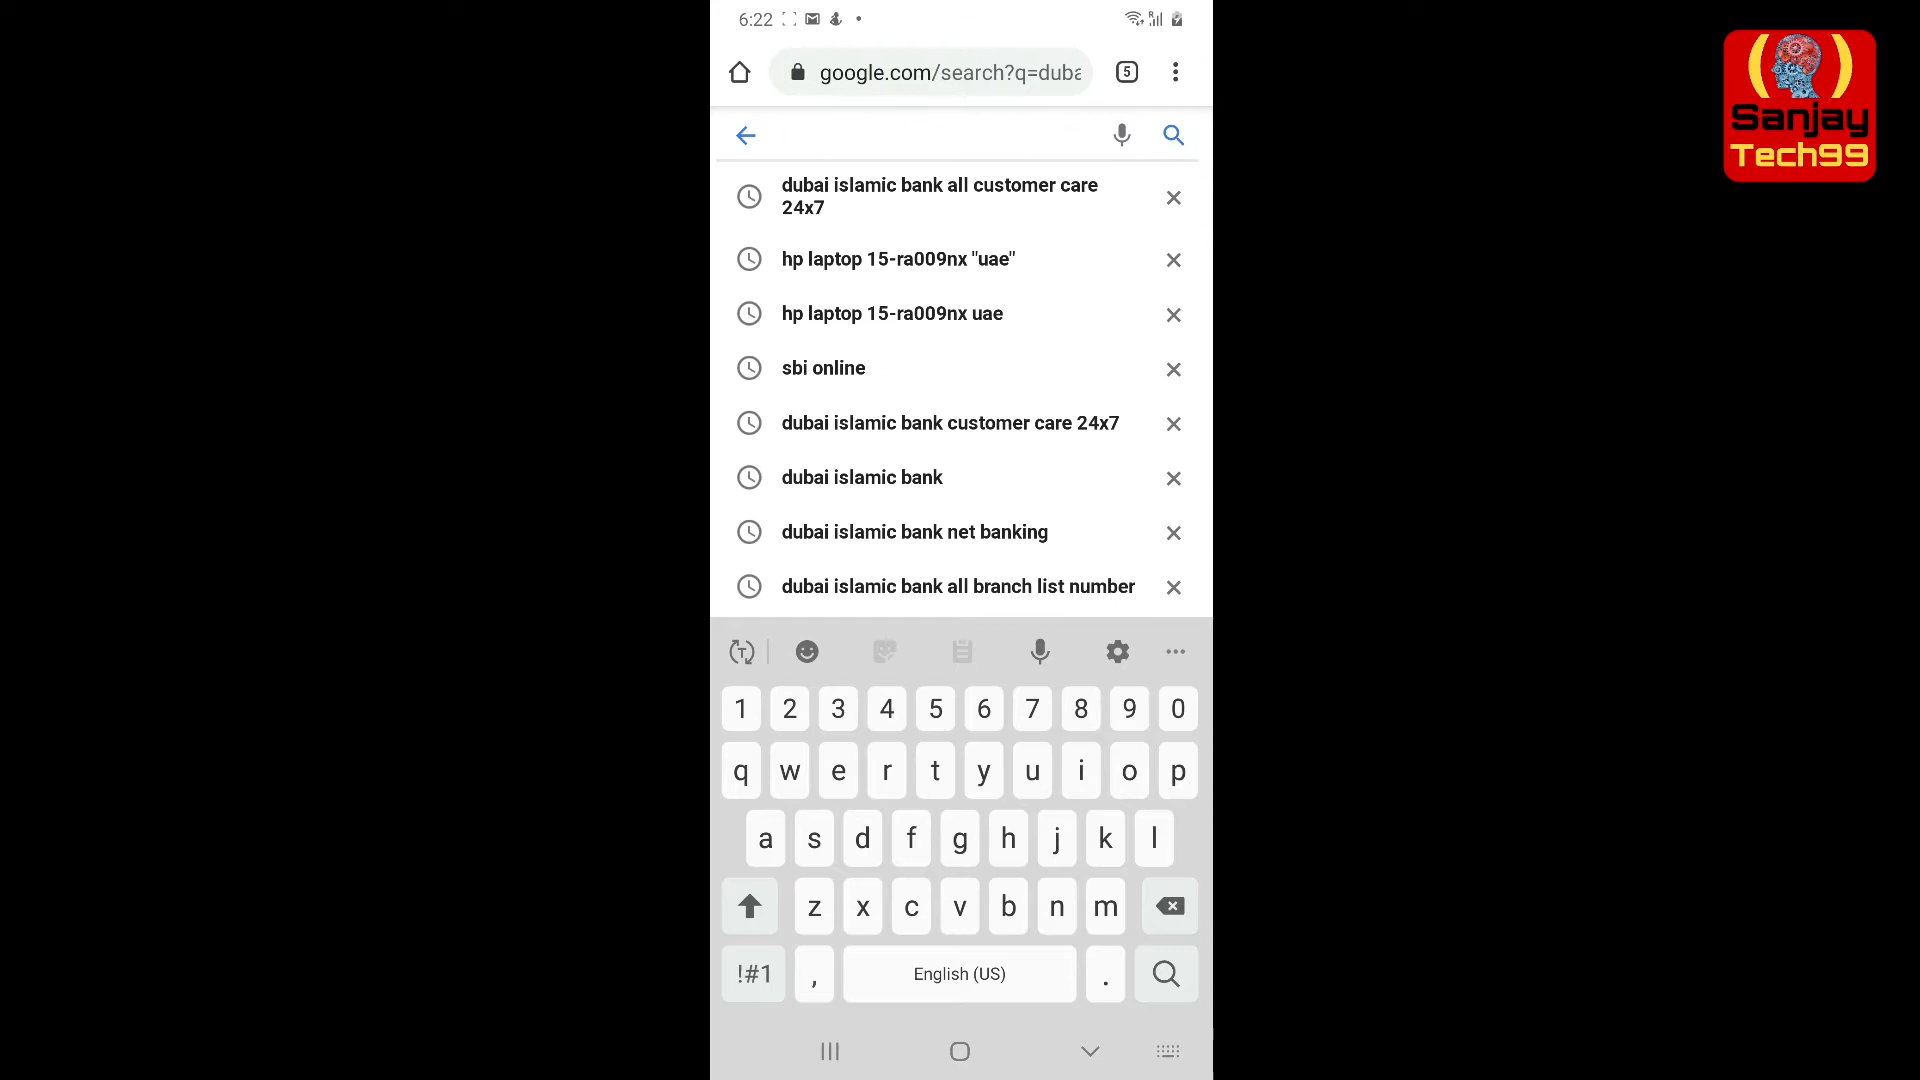 6:22
google.com/search?q=duba
5
Sanjay
Tech99
dubai islamic bank all customer care
24x7
hp laptop 15-ra009nx "uae"
hp laptop 15-ra009nx uae
sbi online
dubai islamic bank customer care 24x7
dubai islamic bank
dubai islamic bank net banking
dubai islamic bank all branch list number
1 2 3 4 5 6 7 8 9 0
q w e r t y u i o p
a s d f g h j k l
z x c v b n m
!#1 , English (US) .